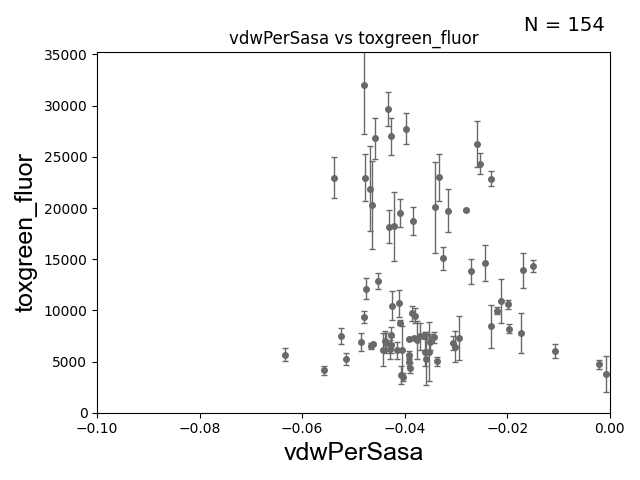 N = 154
vdwPerSasa vs toxgreen_fluor
toxgreen_fluor
35000
30000
25000
20000
15000
10000
5000
0
−0.10 −0.08 −0.06 −0.04 −0.02 0.00
vdwPerSasa